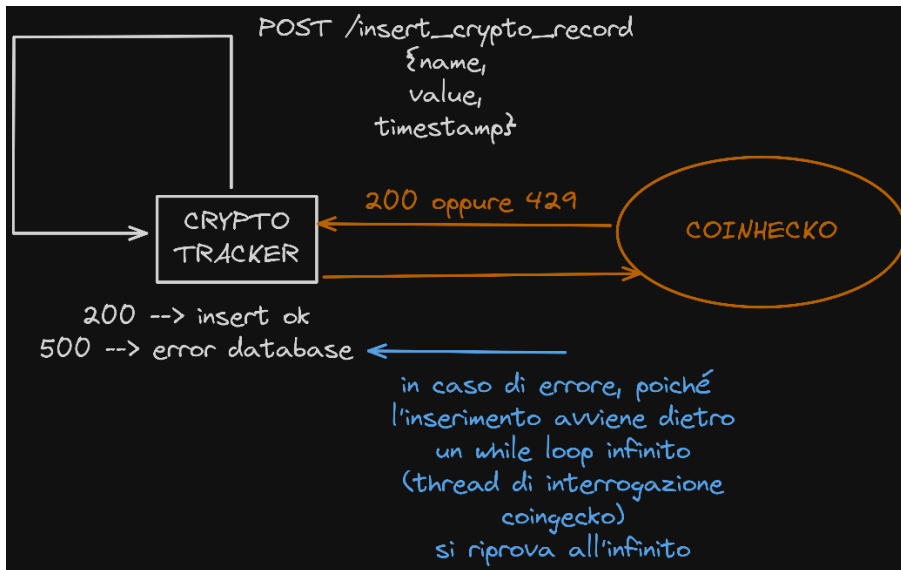 POST /insert_crypto_record
{name,
value,
timestamp}
200 oppure 429
CRYPTO
TRACKER
COINHECKO
200 --> insert ok
500 --> error database
in caso di errore, poiché
l'inserimento avviene dietro
un while loop infinito
(thread di interrogazione
coingecko)
si riprova all'infinito